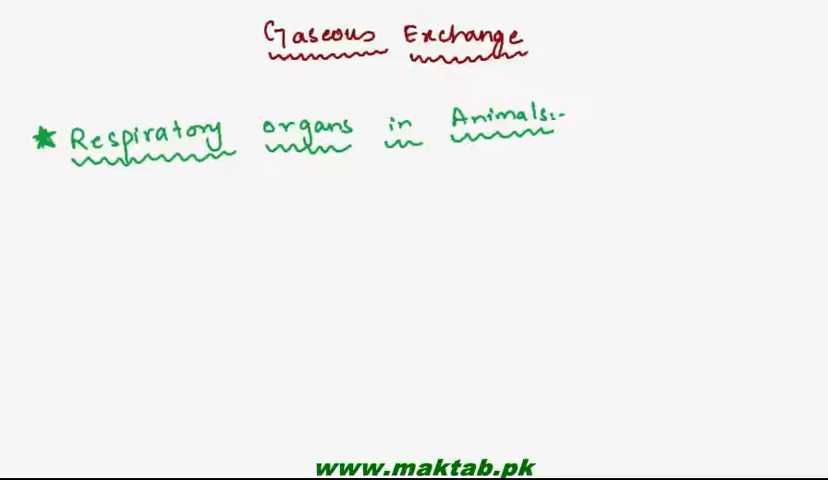 Gaseous Exchange
* Respiratory organs in Animals:-
www.maktab.pk